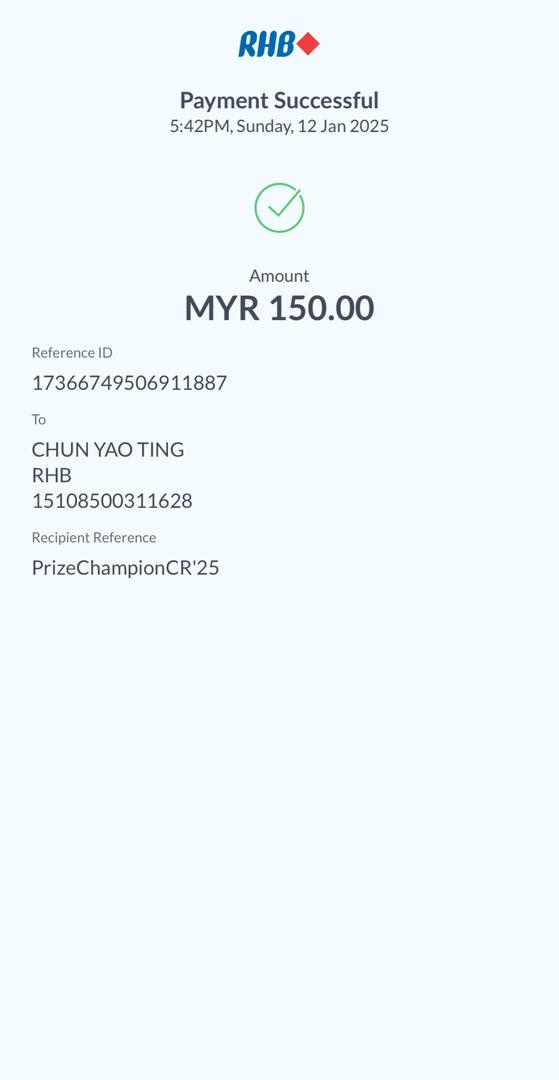 RHB
Payment Successful
5:42PM, Sunday, 12 Jan 2025
Amount
MYR 150.00
Reference ID
17366749506911887
To
CHUN YAO TING
RHB
15108500311628
Recipient Reference
PrizeChampionCR'25